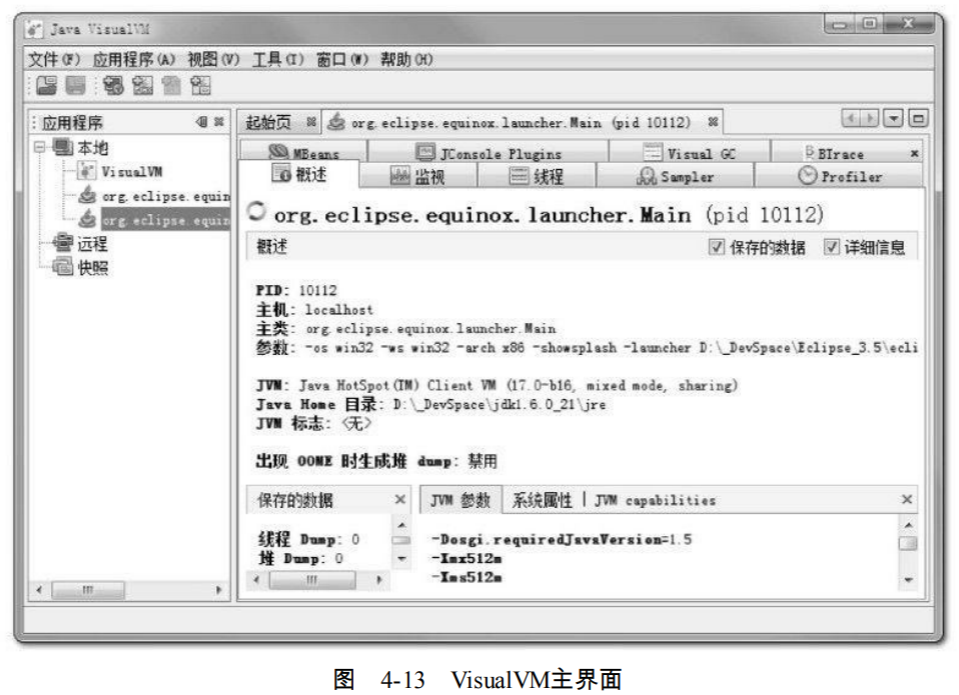 Java VisualVM
文件(F) 应用程序(A) 视图(V) 工具(T) 窗口(W) 帮助(H)
应用程序
本地
VisualVM
org.eclipse.equin
org.eclipse.equin
远程
快照
起始页 org.eclipse.equinox.launcher.Main (pid 10112)
MBeans JConsole Plugins Visual GC BTrace
概述 监视 线程 Sampler Profiler
org.eclipse.equinox.launcher.Main (pid 10112)
概述 保存的数据 详细信息
PID: 10112
主机: localhost
主类: org.eclipse.equinox.launcher.Main
参数: -os win32 -ws win32 -arch x86 -showsplash -launcher D:\_DevSpace\Eclipse_3.5\ecli
JVM: Java HotSpot(TM) Client VM (17.0-b16, mixed mode, sharing)
Java Home 目录: D:\_DevSpace\jdk1.6.0_21\jre
JVM 标志: <无>
出现 OOME 时生成堆 dump: 禁用
保存的数据
线程 Dump: 0
堆 Dump: 0
JVM 参数 系统属性 JVM capabilities
-Dosgi.requiredJavaVersion=1.5
-Xmx512m
-Xms512m
图 4-13 VisualVM主界面